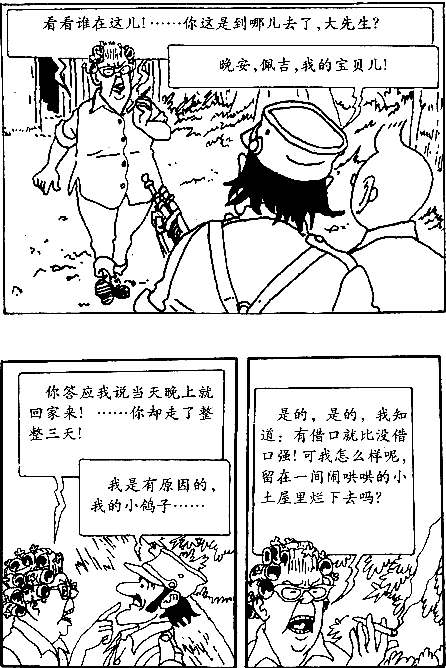 看看谁在这儿!……你这是到哪儿去了,大先生?
晚安,佩吉,我的宝贝儿!
你答应我说当天晚上就
回家来! ……你却走了整
整三天!
我是有原因的,
我的小鸽子……
是的,是的,我知
道:有借口就比没借
口强!可我怎么样呢,
留在一间闹哄哄的小
土屋里烂下去吗?